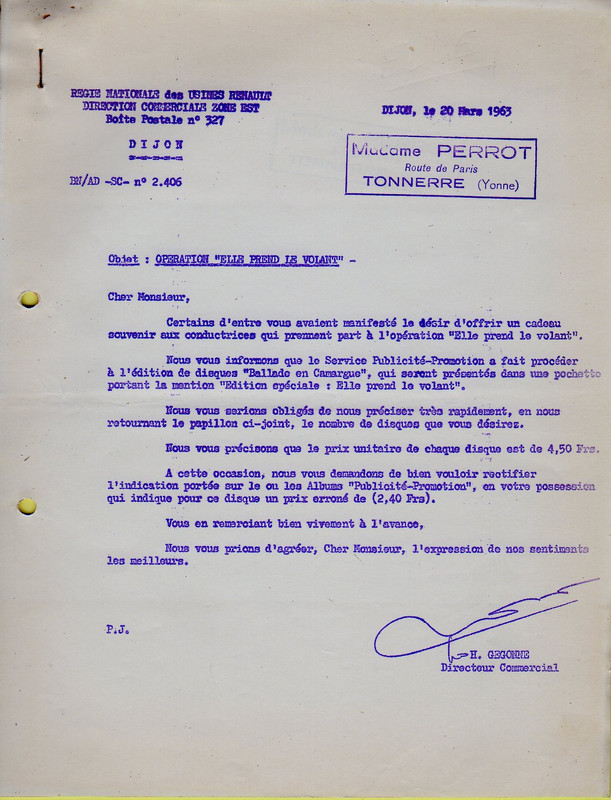 REGIE NATIONALE des USINES RENAULT
DIRECTION COMMERCIALE ZONE EST
Boîte Postale n° 327
DIJON
BN/AD -SC- n° 2.406
DIJON, le 20 Mars 1963
Madame PERROT
Route de Paris
TONNERRE (Yonne)
Objet : OPERATION "ELLE PREND LE VOLANT" -
Cher Monsieur,
Certains d'entre vous avaient manifesté le désir d'offrir un cadeau
souvenir aux conductrices qui prennent part à l'opération "Elle prend le volant".
Nous vous informons que le Service Publicité-Promotion a fait procéder
à l'édition de disques "Ballade en Camargue", qui seront présentés dans une pochette
portant la mention "Edition spéciale : Elle prend le volant".
Nous vous serions obligés de nous préciser très rapidement, en nous
retournant le papillon ci-joint, le nombre de disques que vous désirez.
Nous vous précisons que le prix unitaire de chaque disque est de 4,50 Frs.
A cette occasion, nous vous demandons de bien vouloir rectifier
l'indication portée sur le ou les Albums "Publicité-Promotion", en votre possession
qui indique pour ce disque un prix erroné de (2,40 Frs).
Vous en remerciant bien vivement à l'avance,
Nous vous prions d'agréer, Cher Monsieur, l'expression de nos sentiments
les meilleurs.
P.J.
H. GEGONNE
Directeur Commercial